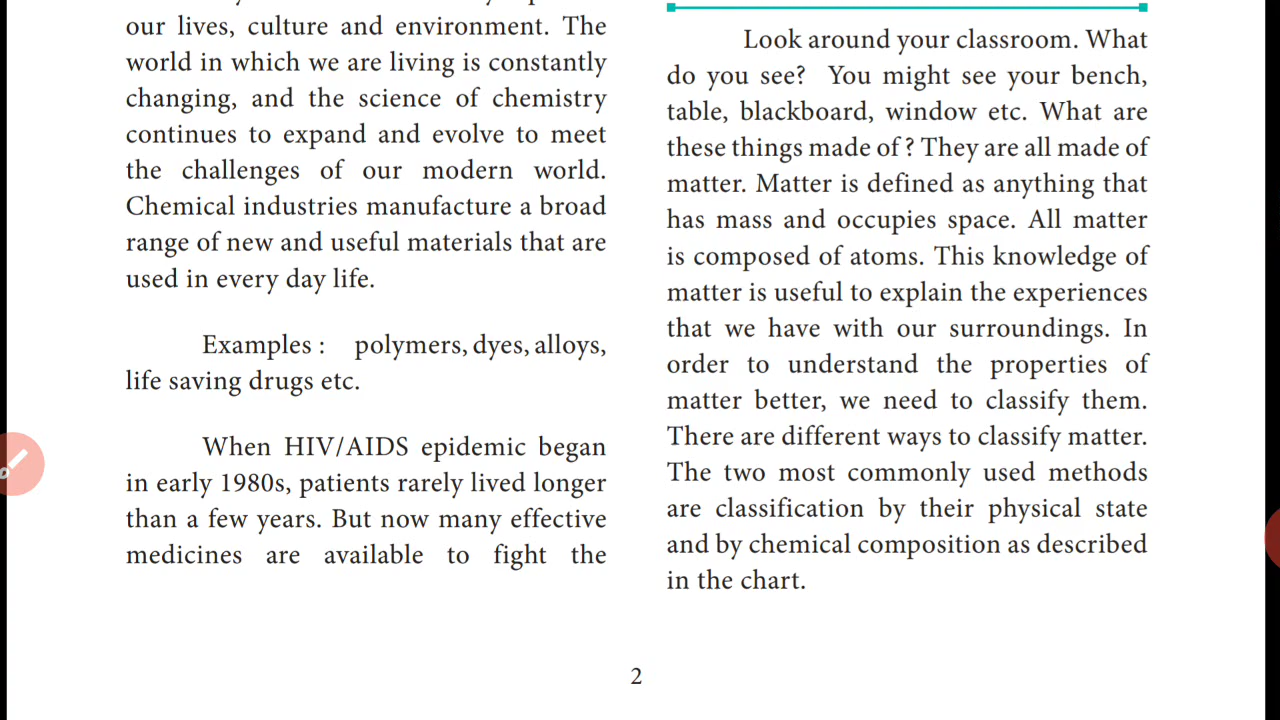 our lives, culture and environment. The
world in which we are living is constantly
changing, and the science of chemistry
continues to expand and evolve to meet
the challenges of our modern world.
Chemical industries manufacture a broad
range of new and useful materials that are
used in every day life.
Examples : polymers, dyes, alloys,
life saving drugs etc.
When HIV/AIDS epidemic began
in early 1980s, patients rarely lived longer
than a few years. But now many effective
medicines are available to fight the
Look around your classroom. What
do you see? You might see your bench,
table, blackboard, window etc. What are
these things made of ? They are all made of
matter. Matter is defined as anything that
has mass and occupies space. All matter
is composed of atoms. This knowledge of
matter is useful to explain the experiences
that we have with our surroundings. In
order to understand the properties of
matter better, we need to classify them.
There are different ways to classify matter.
The two most commonly used methods
are classification by their physical state
and by chemical composition as described
in the chart.
2